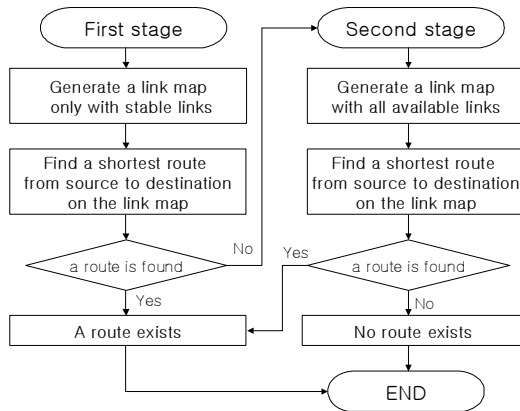 First stage
Generate a link map
only with stable links
Find a shortest route
from source to destination
on the link map
a route is found
No
Yes
A route exists
Second stage
Generate a link map
with all available links
Find a shortest route
from source to destination
on the link map
a route is found
Yes
No
No route exists
END